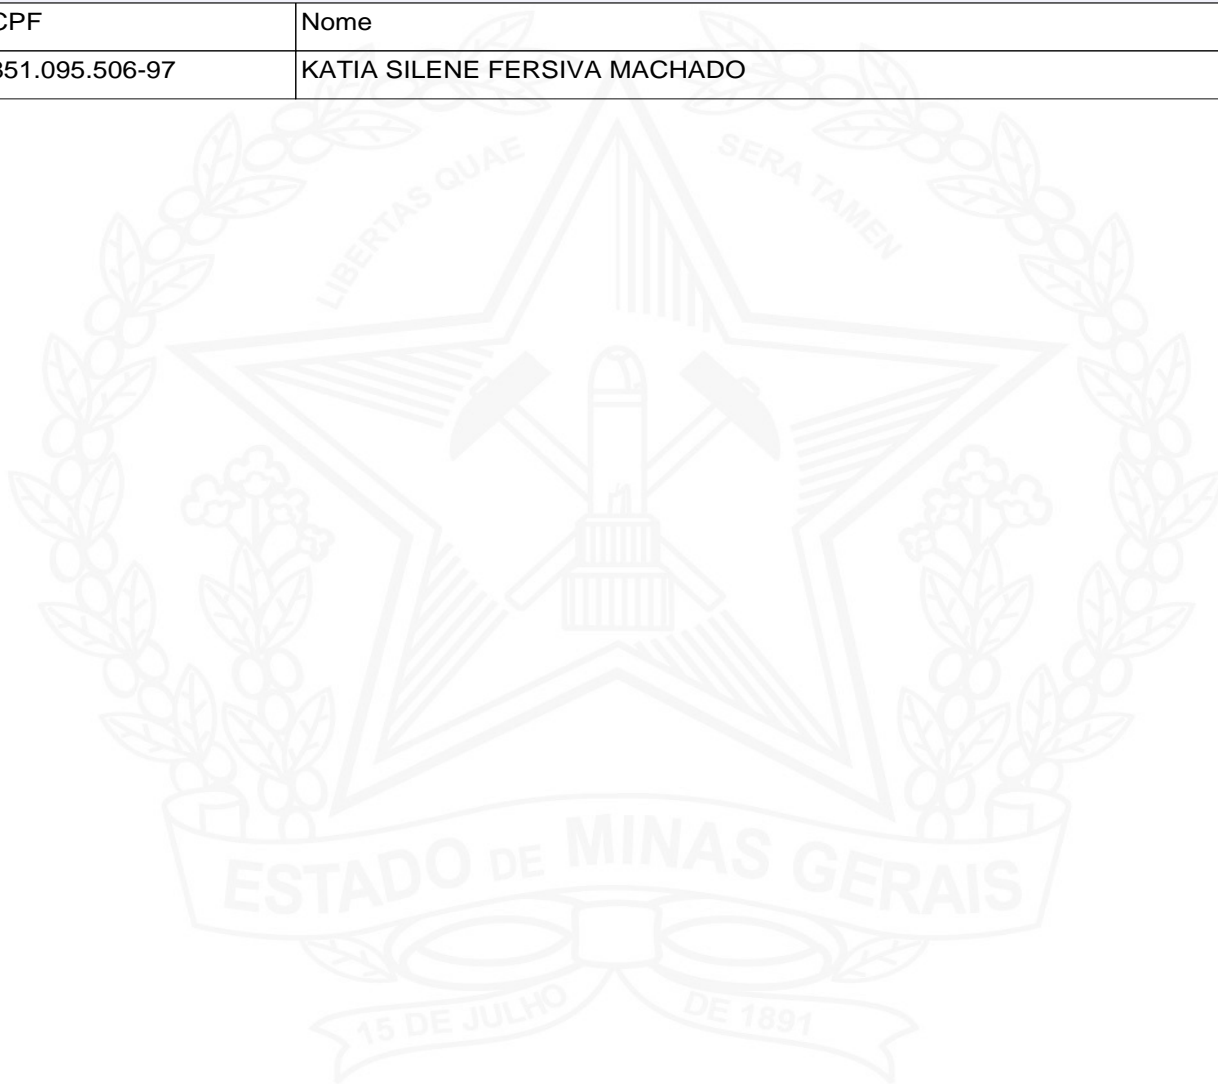 CPF Nome
351.095.506-97 KATIA SILENE FERSIVA MACHADO
LIBERTAS QUAE SERA TAMEN
ESTADO DE MINAS GERAIS
15 DE JULHO DE 1891